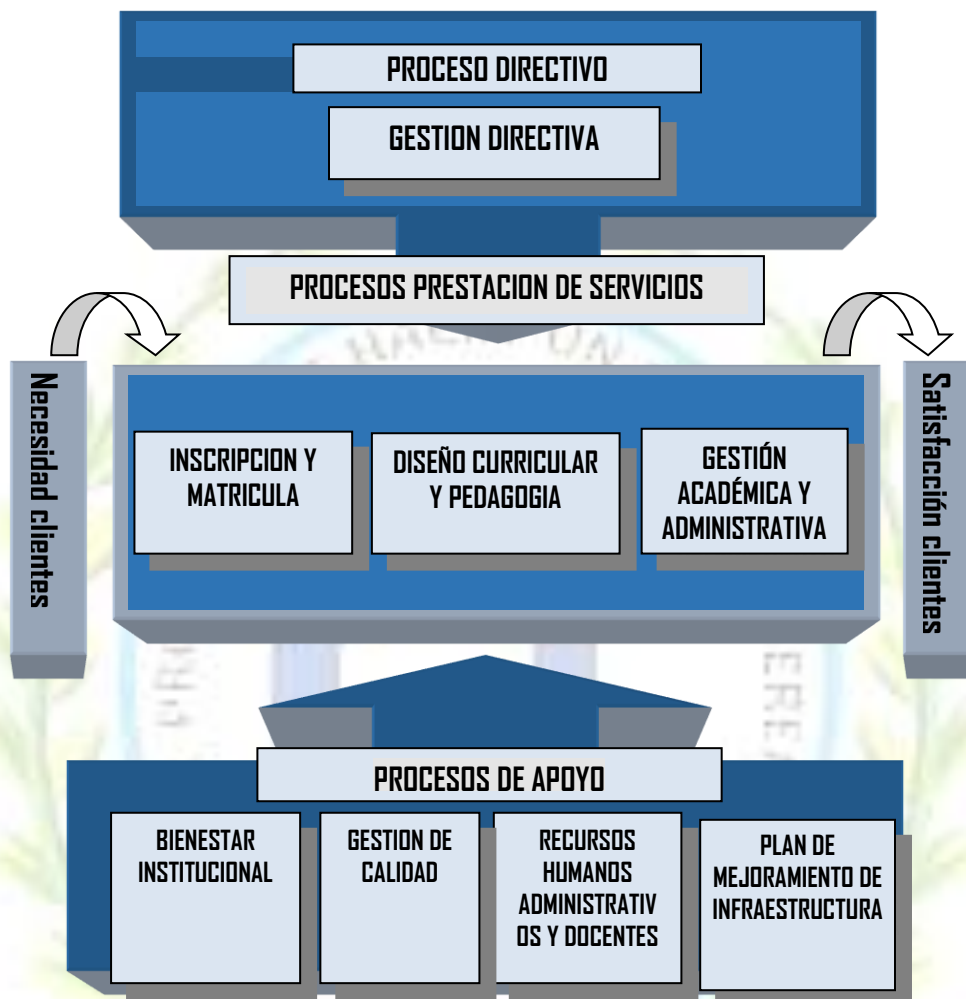 PROCESO DIRECTIVO
GESTION DIRECTIVA
PROCESOS PRESTACION DE SERVICIOS
Necesidad clientes
INSCRIPCION Y
MATRICULA
DISEÑO CURRICULAR
Y PEDAGOGIA
GESTIÓN
ACADÉMICA Y
ADMINISTRATIVA
Satisfacción clientes
PROCESOS DE APOYO
BIENESTAR
INSTITUCIONAL
GESTION DE
CALIDAD
RECURSOS
HUMANOS
ADMINISTRATIV
OS Y DOCENTES
PLAN DE
MEJORAMIENTO DE
INFRAESTRUCTURA